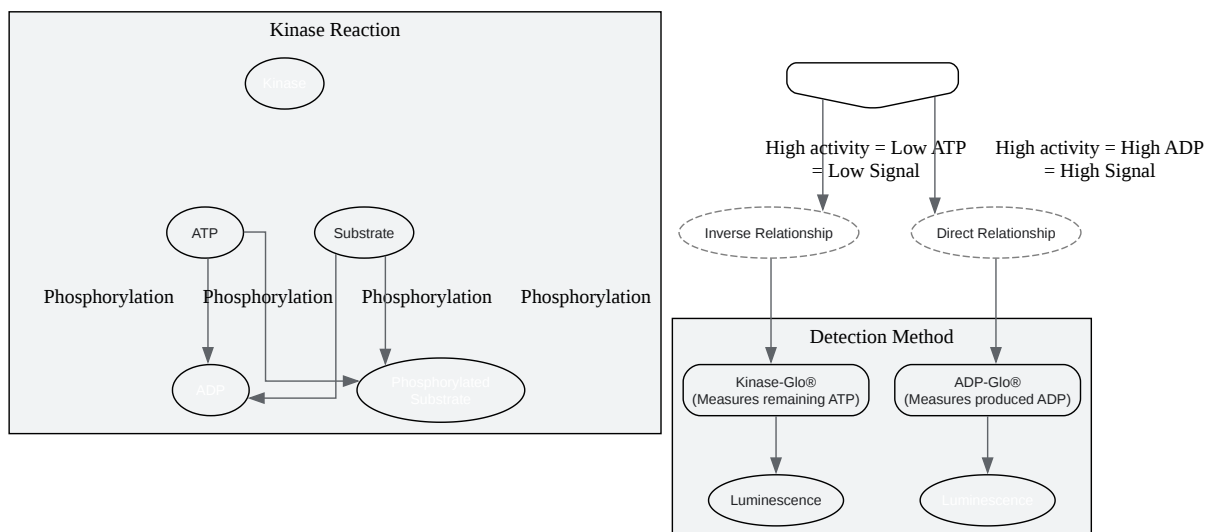 Kinase Reaction
Kinase
High activity = Low ATP
= Low Signal
High activity = High ADP
= High Signal
ATP
Substrate
Inverse Relationship
Direct Relationship
Phosphorylation
Phosphorylation
Phosphorylation
Phosphorylation
Detection Method
ADP
Phosphorylated
Substrate
Kinase-Glo®
(Measures remaining ATP)
ADP-Glo®
(Measures produced ADP)
Luminescence
Luminescence